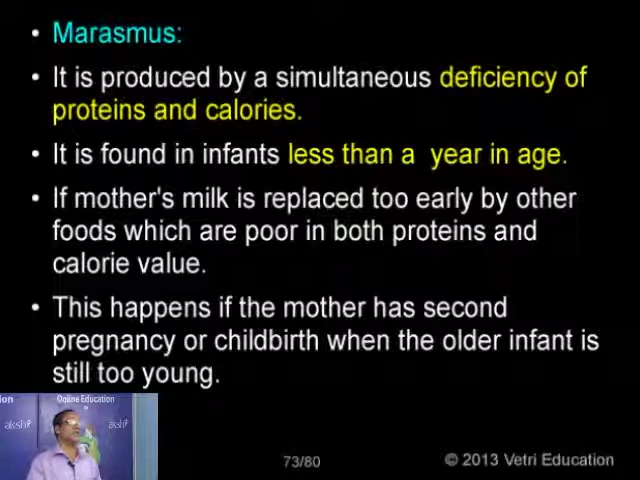 • Marasmus:
• It is produced by a simultaneous deficiency of
proteins and calories.
• It is found in infants less than a year in age.
• If mother's milk is replaced too early by other
foods which are poor in both proteins and
calorie value.
• This happens if the mother has second
pregnancy or childbirth when the older infant is
still too young.
Online Education
akshi
akshi
73/80
© 2013 Vetri Education